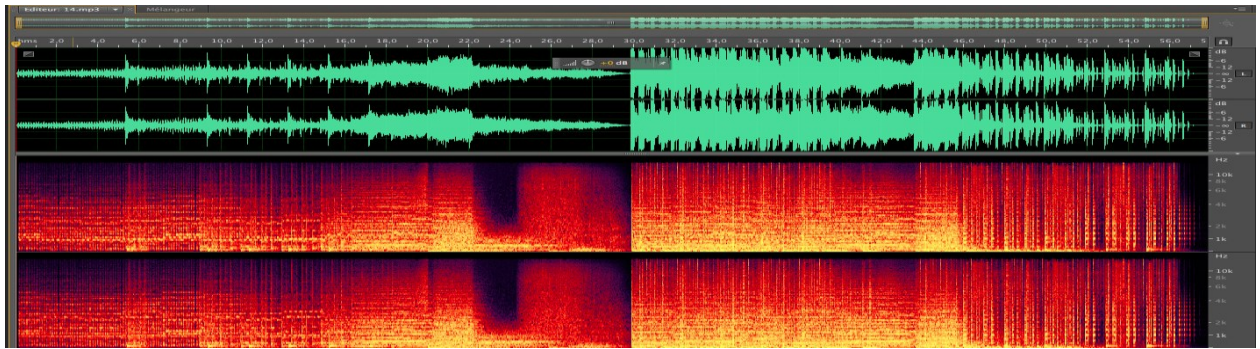 Editeur: 14.mp3 Mélangeur
hms 2,0 4,0 6,0 8,0 10,0 12,0 14,0 16,0 18,0 20,0 22,0 24,0 26,0 28,0 30,0 32,0 34,0 36,0 38,0 40,0 42,0 44,0 46,0 48,0 50,0 52,0 54,0 56,0
dB
-6
+0 dB
-12
-∞ L
-12
-6
dB
-6
-12
-∞ R
-12
-6
Hz
10k
8k
6k
4k
2k
1k
Hz
10k
8k
6k
4k
2k
1k